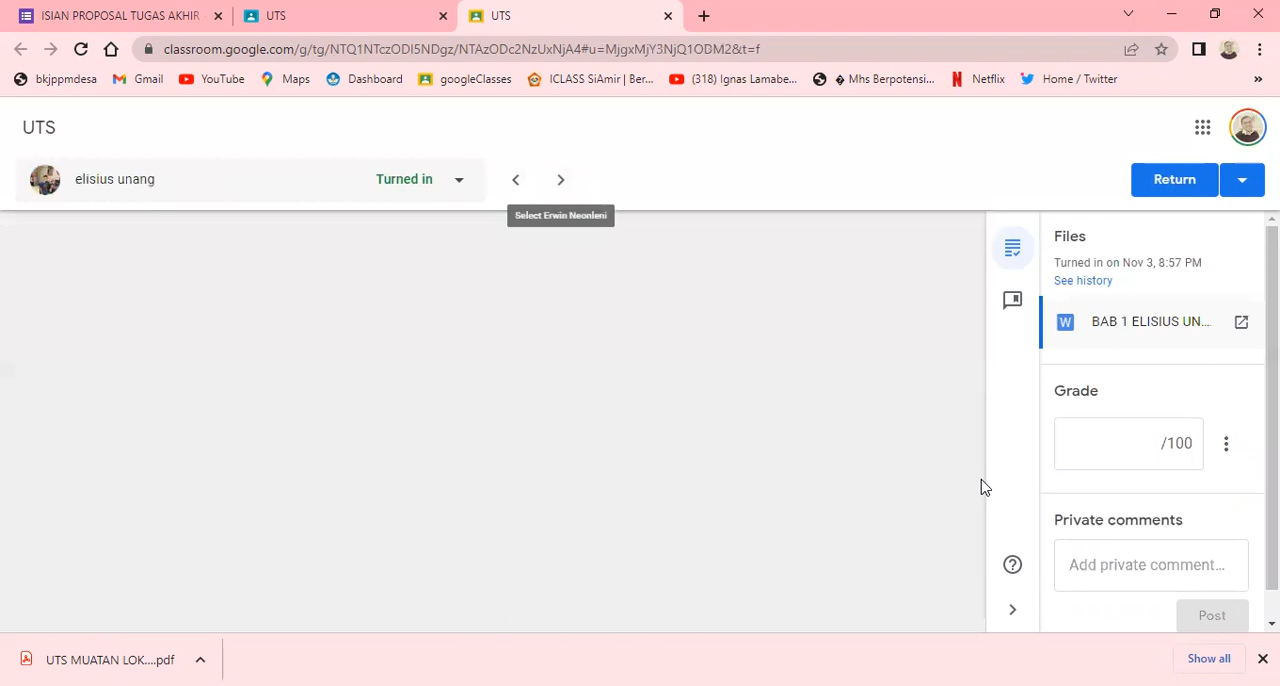 ISIAN PROPOSAL TUGAS AKHIR
UTS
UTS
classroom.google.com/g/tg/NTQ1NTczODI5NDgz/NTAzODc2NzUxNjA4#u=MjgxMjY3NjQ1ODM2&t=f
bkjppmdesa
Gmail
YouTube
Maps
Dashboard
googleClasses
ICLASS SiAmir | Ber...
(318) Ignas Lamabe...
� Mhs Berpotensi...
Netflix
Home / Twitter
»
UTS
elisius unang
Turned in
Return
Select Erwin Neonleni
Files
Turned in on Nov 3, 8:57 PM
See history
W
BAB 1 ELISIUS UN...
Grade
/100
Private comments
Add private comment...
Post
UTS MUATAN LOK....pdf
Show all